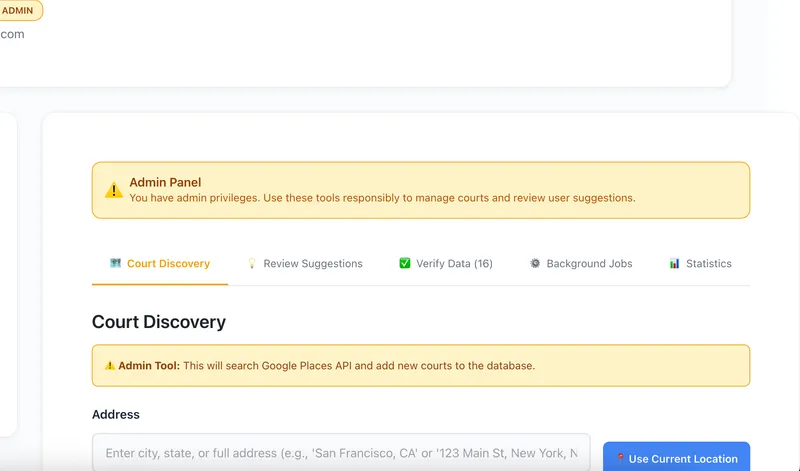 ADMIN
com
Admin Panel
You have admin privileges. Use these tools responsibly to manage courts and review user suggestions.
Court Discovery
Review Suggestions
Verify Data (16)
Background Jobs
Statistics
Court Discovery
Admin Tool: This will search Google Places API and add new courts to the database.
Address
Enter city, state, or full address (e.g., 'San Francisco, CA' or '123 Main St, New York, N
Use Current Location